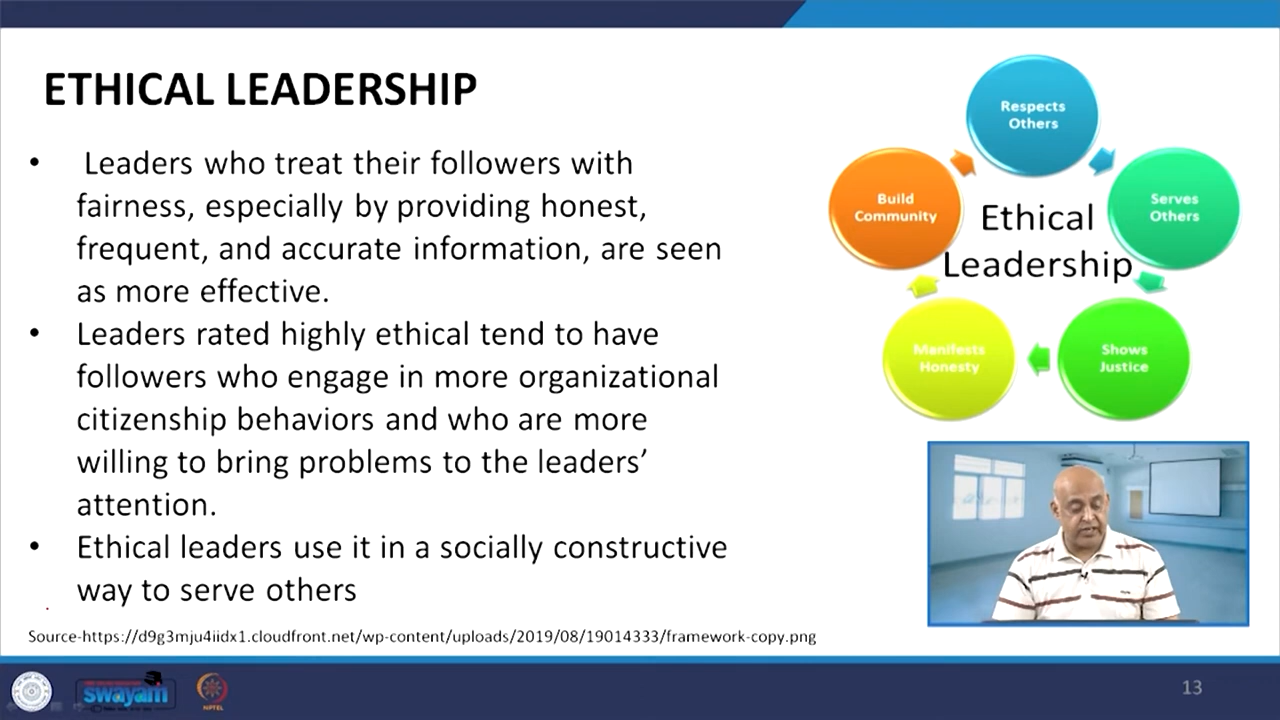 ETHICAL LEADERSHIP
• Leaders who treat their followers with
fairness, especially by providing honest,
frequent, and accurate information, are seen
as more effective.
• Leaders rated highly ethical tend to have
followers who engage in more organizational
citizenship behaviors and who are more
willing to bring problems to the leaders’
attention.
• Ethical leaders use it in a socially constructive
way to serve others
Source-https://d9g3mju4iidx1.cloudfront.net/wp-content/uploads/2019/08/19014333/framework-copy.png
Respects
Others
Serves
Others
Shows
Justice
Manifests
Honesty
Build
Community
Ethical
Leadership
swayam
NPTEL
13